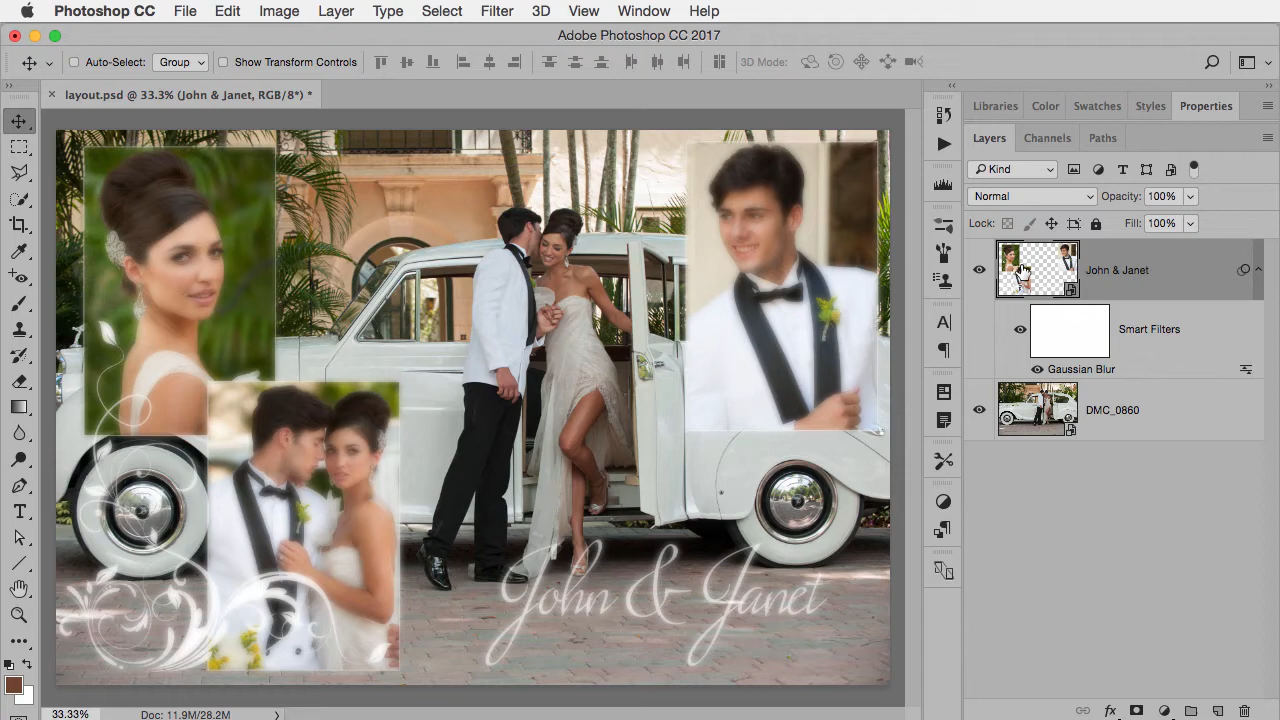 Photoshop CC File Edit Image Layer Type Select Filter 3D View Window Help
Adobe Photoshop CC 2017
Auto-Select: Group Show Transform Controls 3D Mode:
× layout.psd @ 33.3% (John & Janet, RGB/8*) *
Libraries Color Swatches Styles Properties
Layers Channels Paths
Kind
Normal Opacity: 100%
Lock: Fill: 100%
John & Janet
Smart Filters
Gaussian Blur
DMC_0860
John & Janet
33.33% Doc: 11.9M/28.2M